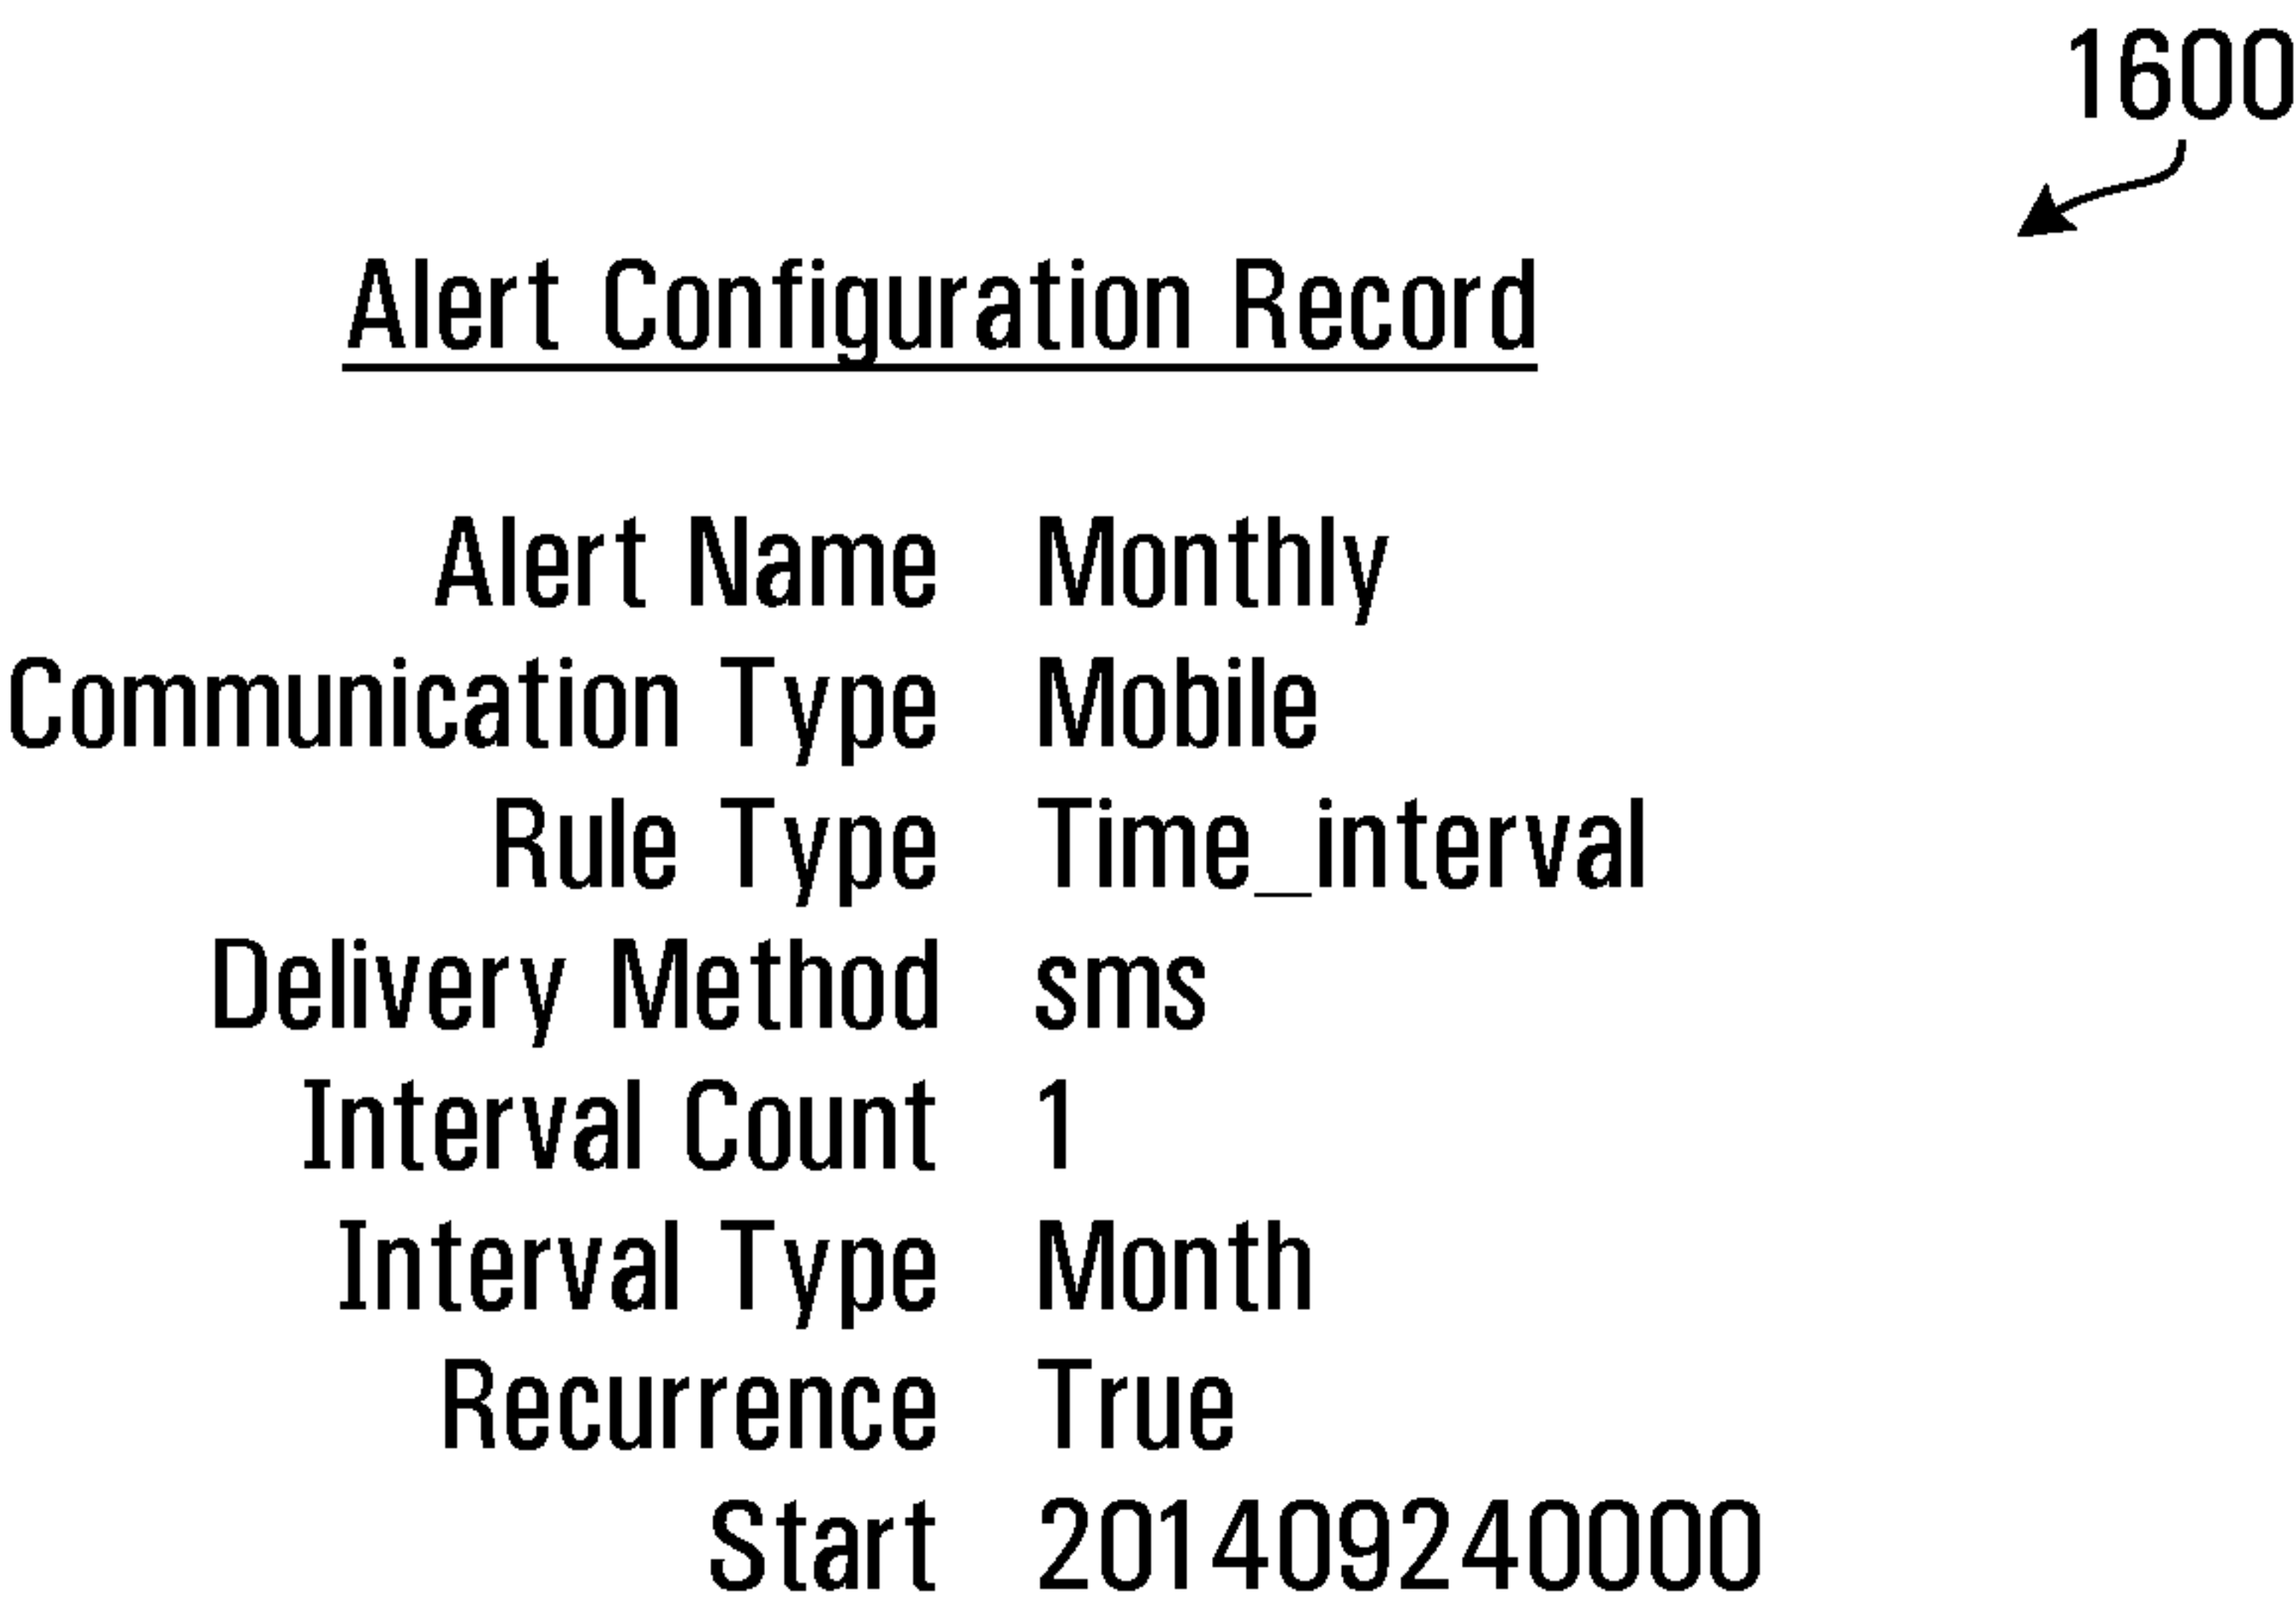 1600
Alert Configuration Record
Alert Name Monthly
Communication Type Mobile
Rule Type Time_interval
Delivery Method sms
Interval Count 1
Interval Type Month
Recurrence True
Start 201409240000